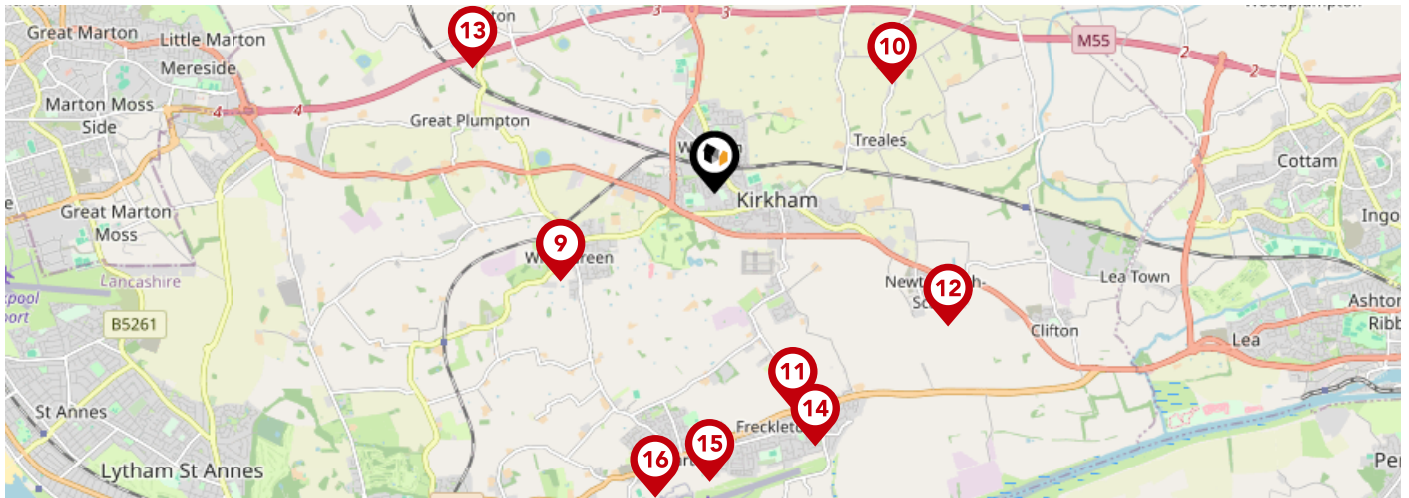 Great Marton
Little Marton
Mereside
Marton Moss
Side
4
4
13
3
3
10
M55
2
2
Great Plumpton
Treales
Cottam
Kirkham
Great Marton
Moss
Lancashire
9
Newt
12
Lea Town
B5261
Clifton
Lea
11
14
St Annes
Freckleto
15
16
Lytham St Annes